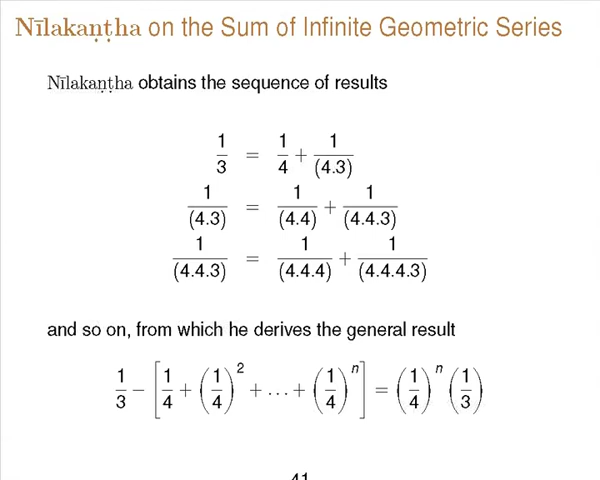 Nīlakaṇṭha on the Sum of Infinite Geometric Series
Nīlakaṇṭha obtains the sequence of results
1/3 = 1/4 + 1/(4.3)
1/(4.3) = 1/(4.4) + 1/(4.4.3)
1/(4.4.3) = 1/(4.4.4) + 1/(4.4.4.3)
and so on, from which he derives the general result
1/3 − [1/4 + (1/4)^2 + ... + (1/4)^n] = (1/4)^n (1/3)
41